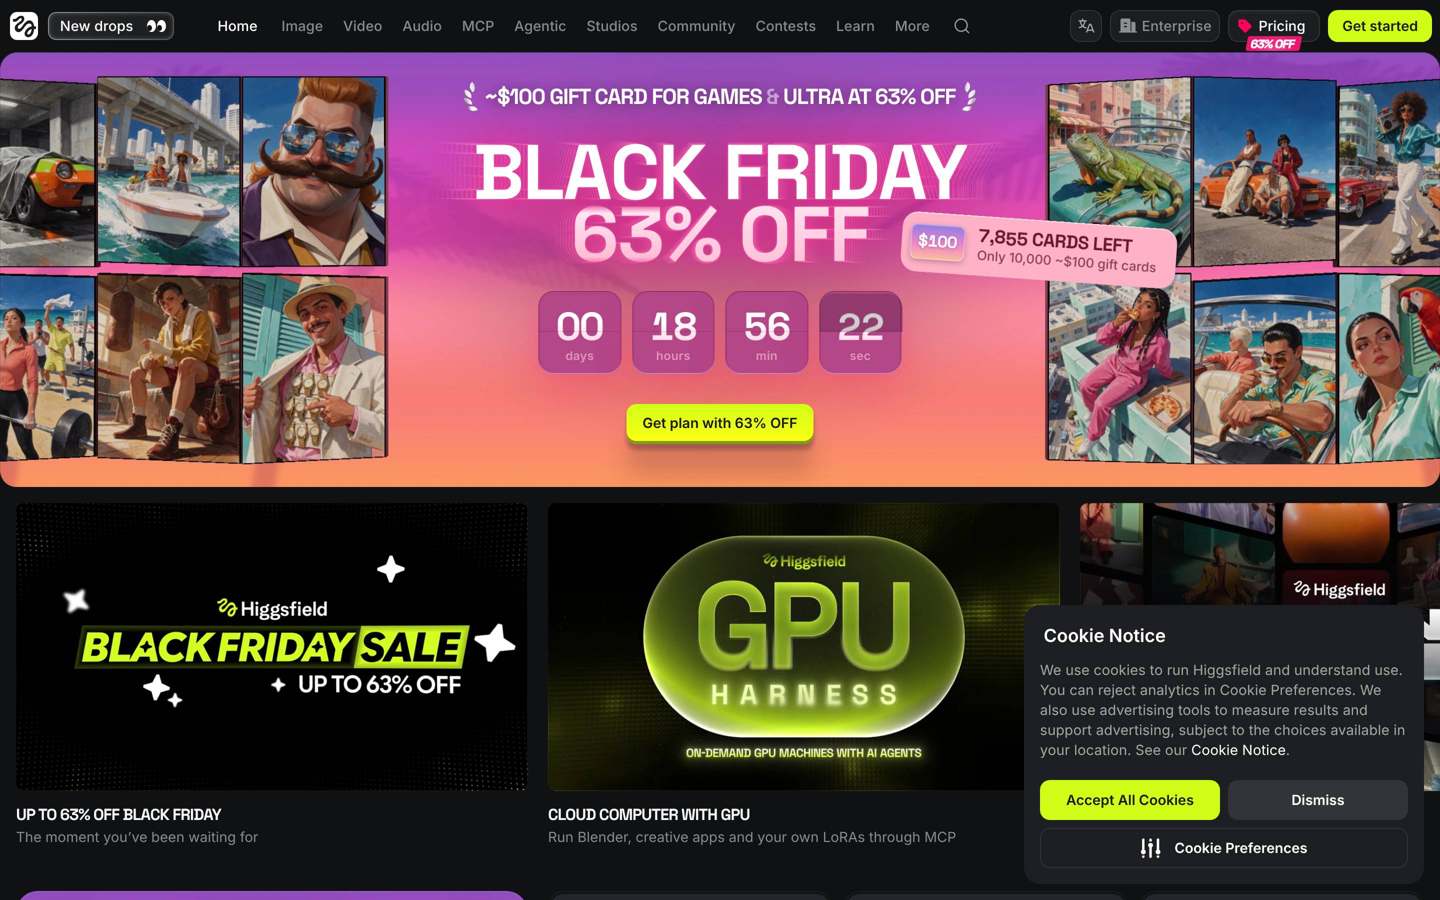 New drops
Home
Image
Video
Audio
MCP
Agentic
Studios
Community
Contests
Learn
More
Enterprise
Pricing
63% OFF
Get started
~$100 GIFT CARD FOR GAMES & ULTRA AT 63% OFF
BLACK FRIDAY
63% OFF
$100
7,855 CARDS LEFT
Only 10,000 ~$100 gift cards
00
days
18
hours
56
min
22
sec
Get plan with 63% OFF
Higgsfield
BLACK FRIDAY SALE
UP TO 63% OFF
Higgsfield
GPU
HARNESS
ON-DEMAND GPU MACHINES WITH AI AGENTS
Higgsfield
UP TO 63% OFF BLACK FRIDAY
The moment you've been waiting for
CLOUD COMPUTER WITH GPU
Run Blender, creative apps and your own LoRAs through MCP
Cookie Notice
We use cookies to run Higgsfield and understand use.
You can reject analytics in Cookie Preferences. We
also use advertising tools to measure results and
support advertising, subject to the choices available in
your location. See our Cookie Notice.
Accept All Cookies
Dismiss
Cookie Preferences